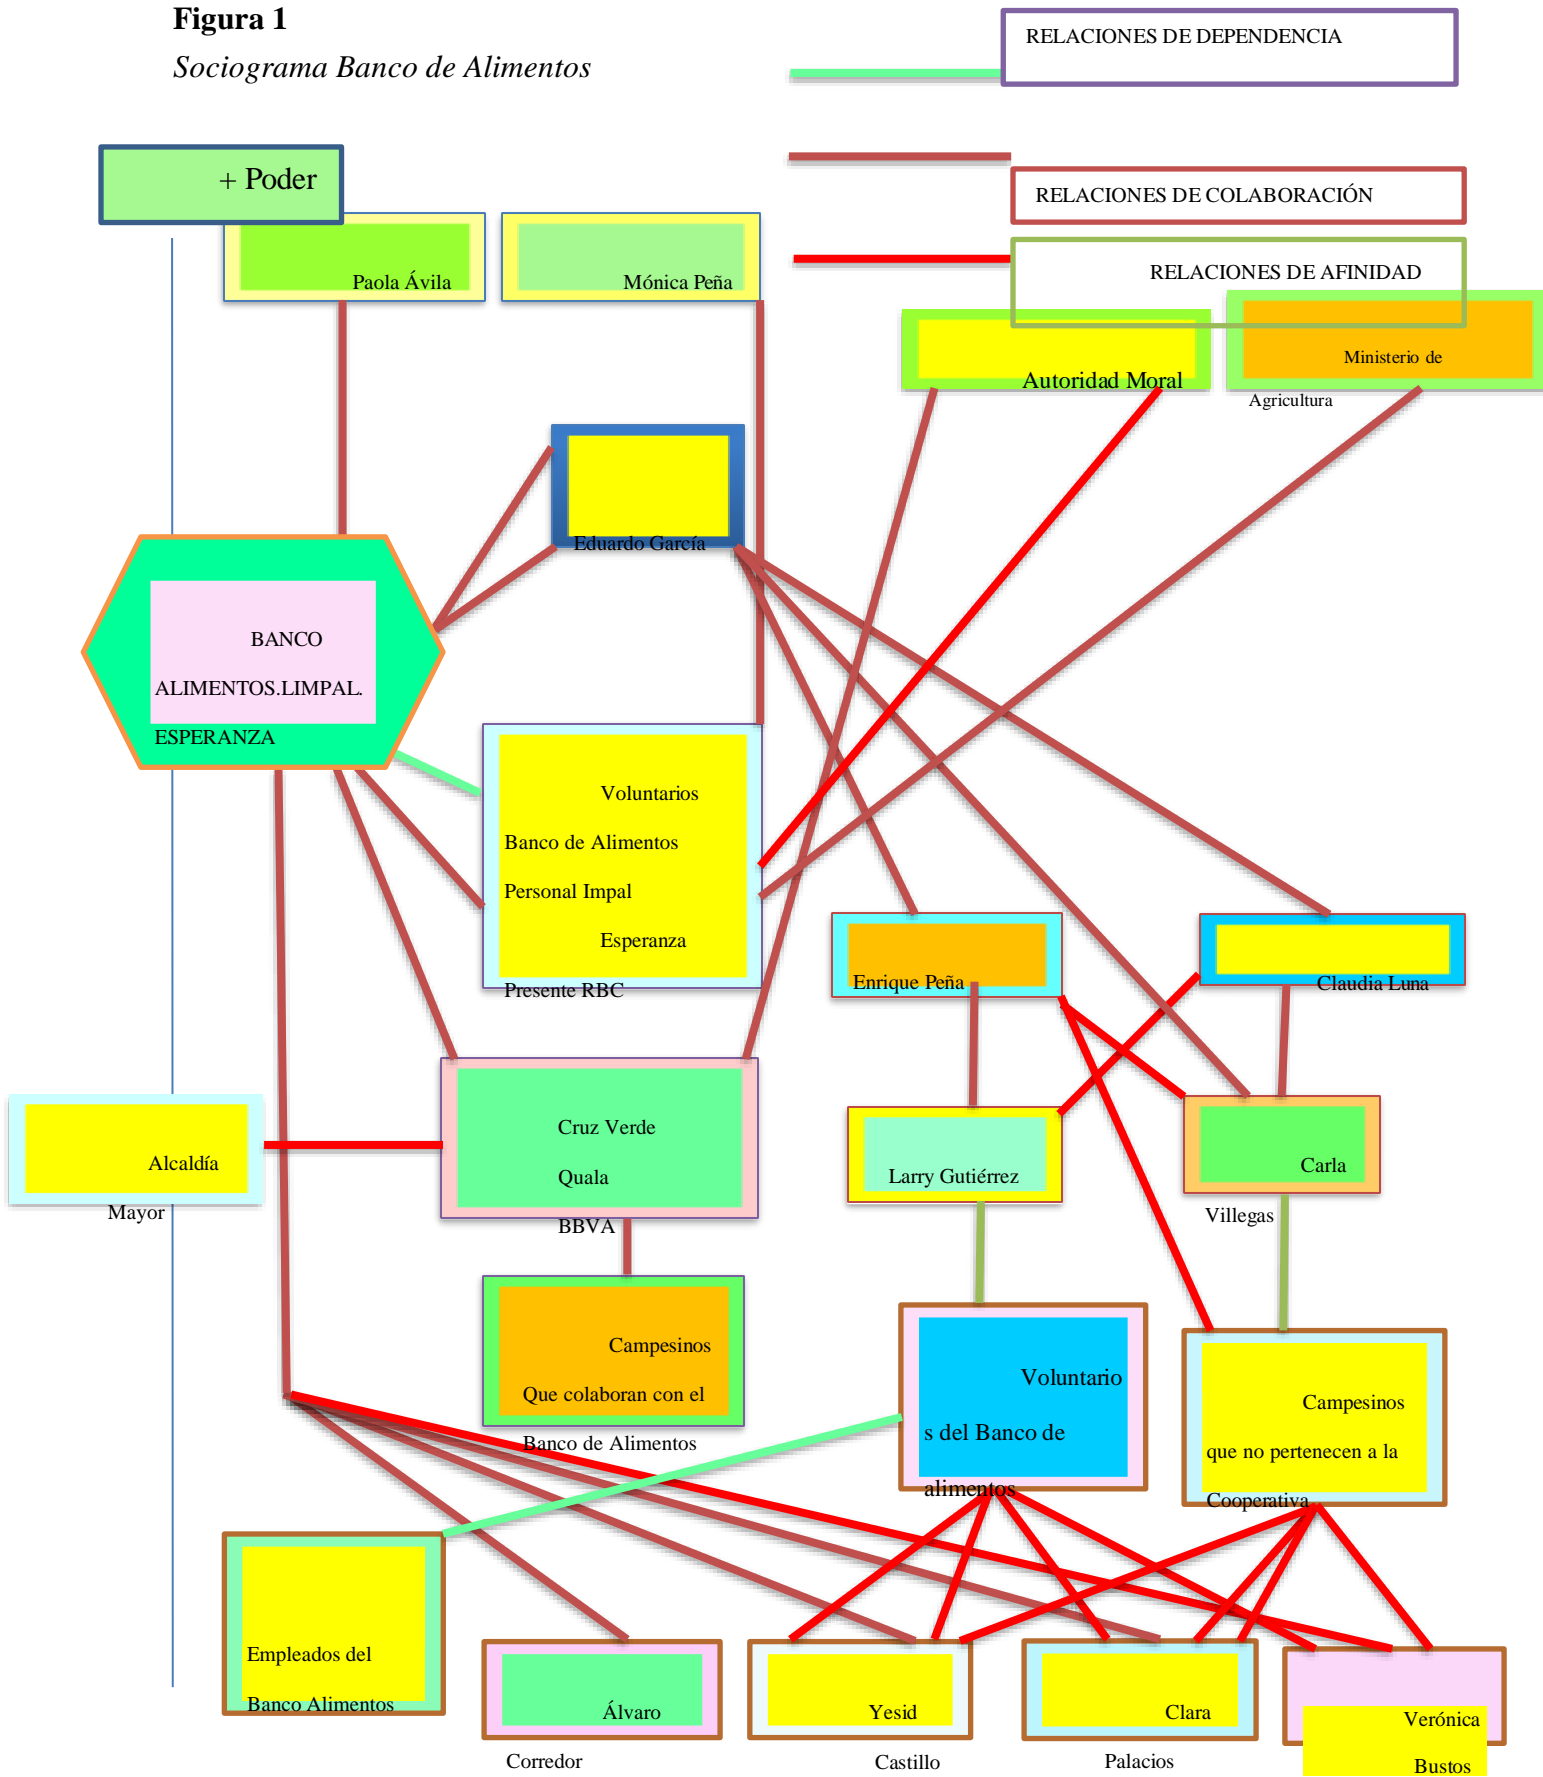 Figura 1
Sociograma Banco de Alimentos
RELACIONES DE DEPENDENCIA
+ Poder
RELACIONES DE COLABORACIÓN
RELACIONES DE AFINIDAD
Paola Ávila
Mónica Peña
Autoridad Moral
Ministerio de
Agricultura
Eduardo García
BANCO
ALIMENTOS.LIMPAL.
ESPERANZA
Voluntarios
Banco de Alimentos
Personal Impal
Esperanza
Presente RBC
Enrique Peña
Claudia Luna
Alcaldía
Mayor
Cruz Verde
Quala
BBVA
Larry Gutiérrez
Carla
Villegas
Campesinos
Que colaboran con el
Banco de Alimentos
Voluntario
s del Banco de
alimentos
Campesinos
que no pertenecen a la
Cooperativa
Empleados del
Banco Alimentos
Álvaro
Corredor
Yesid
Castillo
Clara
Palacios
Verónica
Bustos